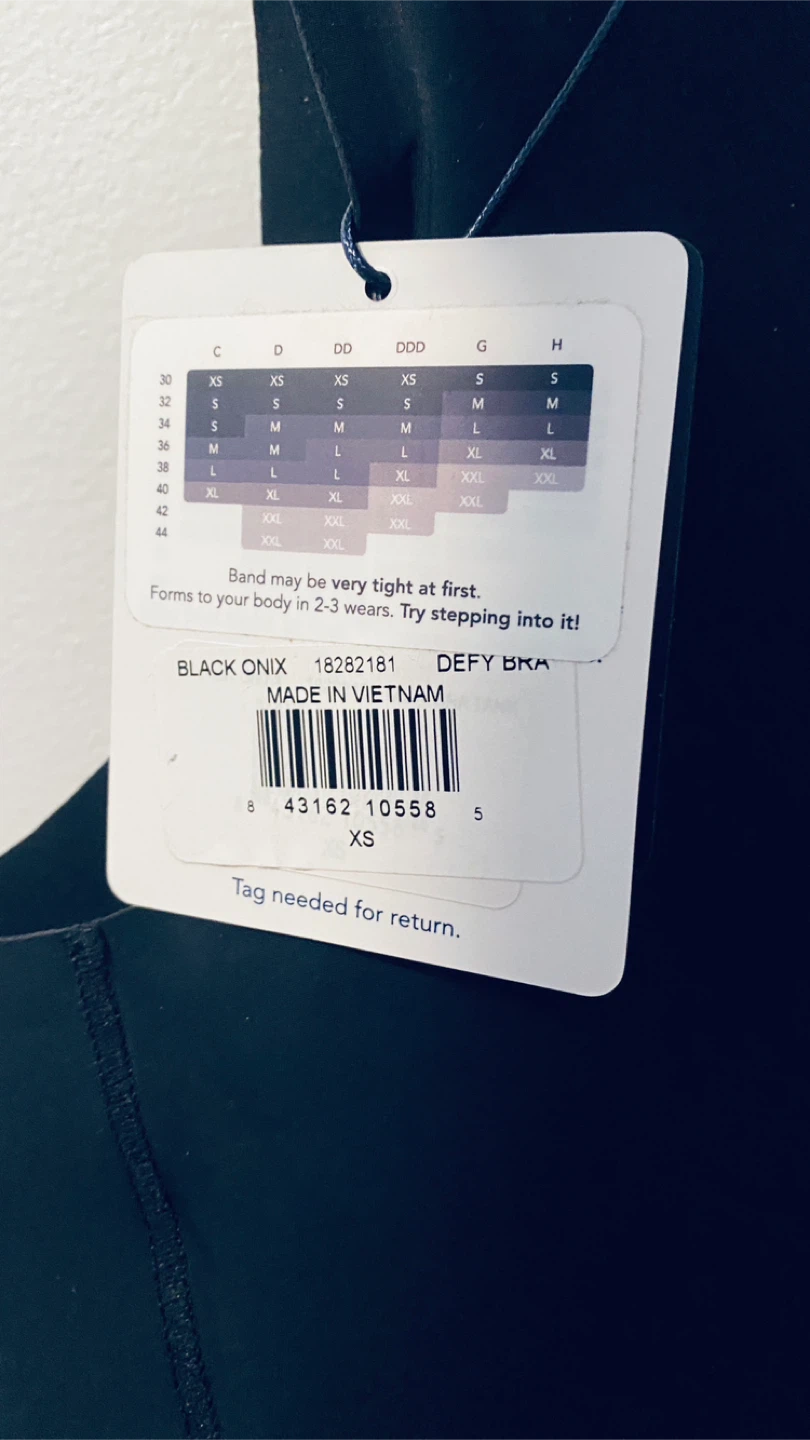 C D DD DDD G H
30 XS XS XS XS S S
32 S S S S M M
34 S M M M L L
36 M M L L XL XL
38 L L L XL XXL XXL
40 XL XL XL XXL XXL
42 XXL XXL XXL
44 XXL XXL
Band may be very tight at first.
Forms to your body in 2-3 wears. Try stepping into it!
BLACK ONIX 18282181 DEFY BRA
MADE IN VIETNAM
8 43162 10558 5
XS
Tag needed for return.